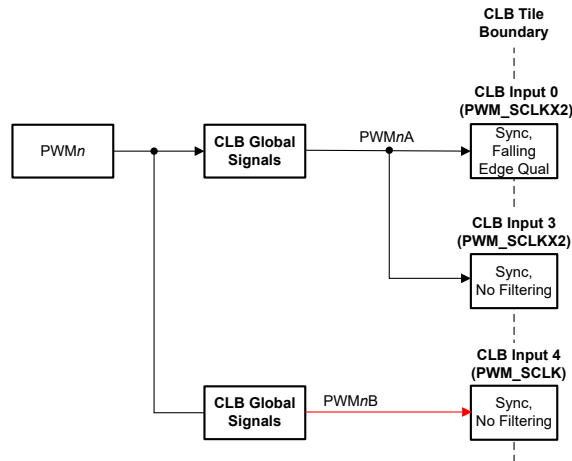 CLB Tile
Boundary
CLB Input 0
(PWM_SCLKX2)
PWMn
CLB Global
Signals
PWMnA
Sync,
Falling
Edge Qual
CLB Input 3
(PWM_SCLKX2)
Sync,
No Filtering
CLB Input 4
(PWM_SCLK)
CLB Global
Signals
PWMnB
Sync,
No Filtering